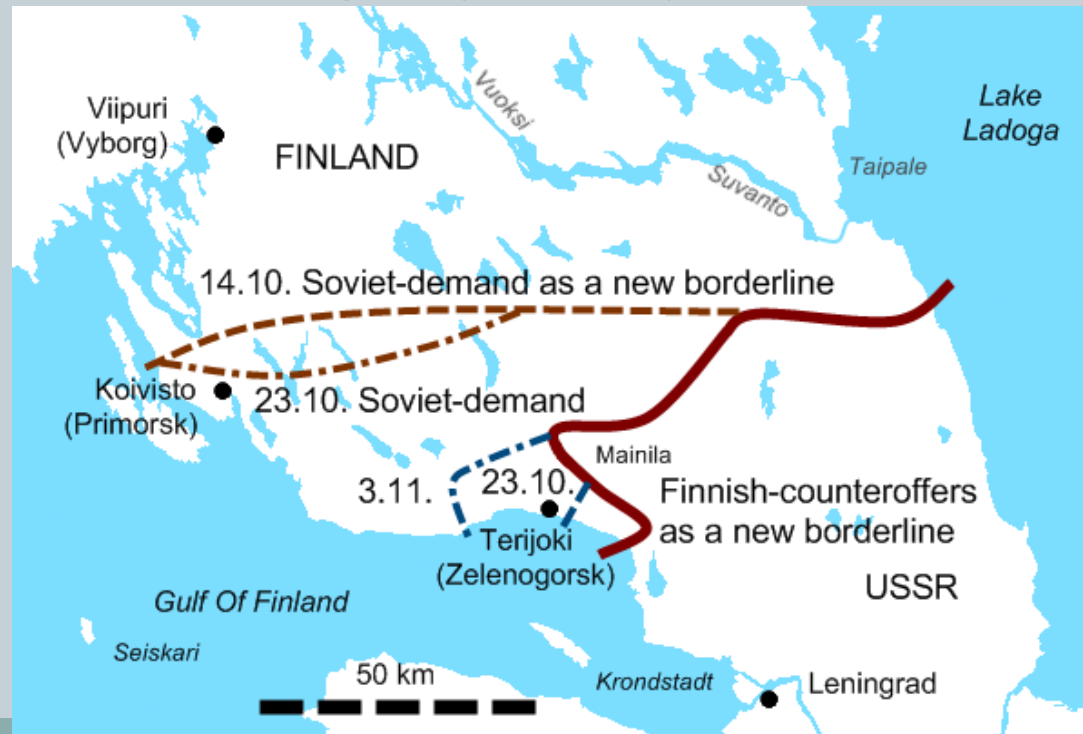 Viipuri
(Vyborg)
FINLAND
Vuoksi
Suvanto
Taipale
Lake
Ladoga
14.10. Soviet-demand as a new borderline
Koivisto
(Primorsk)
23.10. Soviet-demand
3.11.
23.10.
Mainila
Terijoki
(Zelenogorsk)
Finnish-counteroffers
as a new borderline
USSR
Gulf Of Finland
Seiskari
50 km
Krondstadt
Leningrad